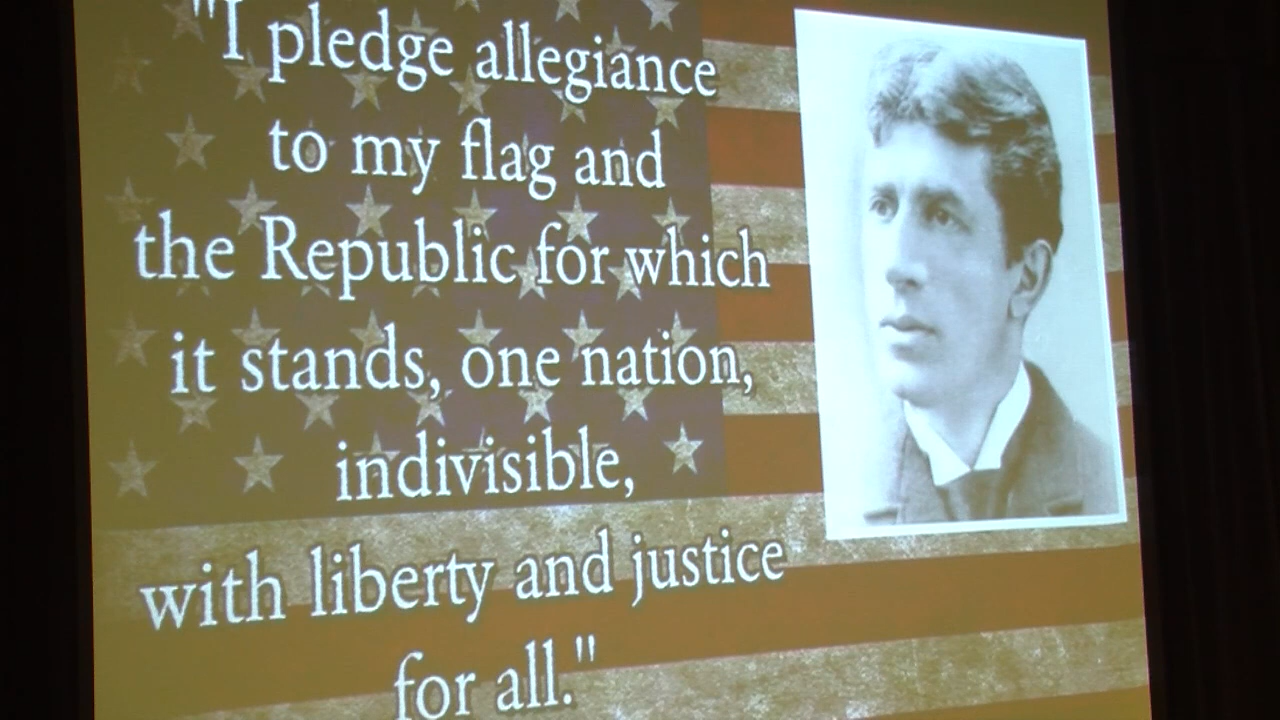 "I pledge allegiance
to my flag and
the Republic for which
it stands, one nation,
indivisible,
with liberty and justice
for all."